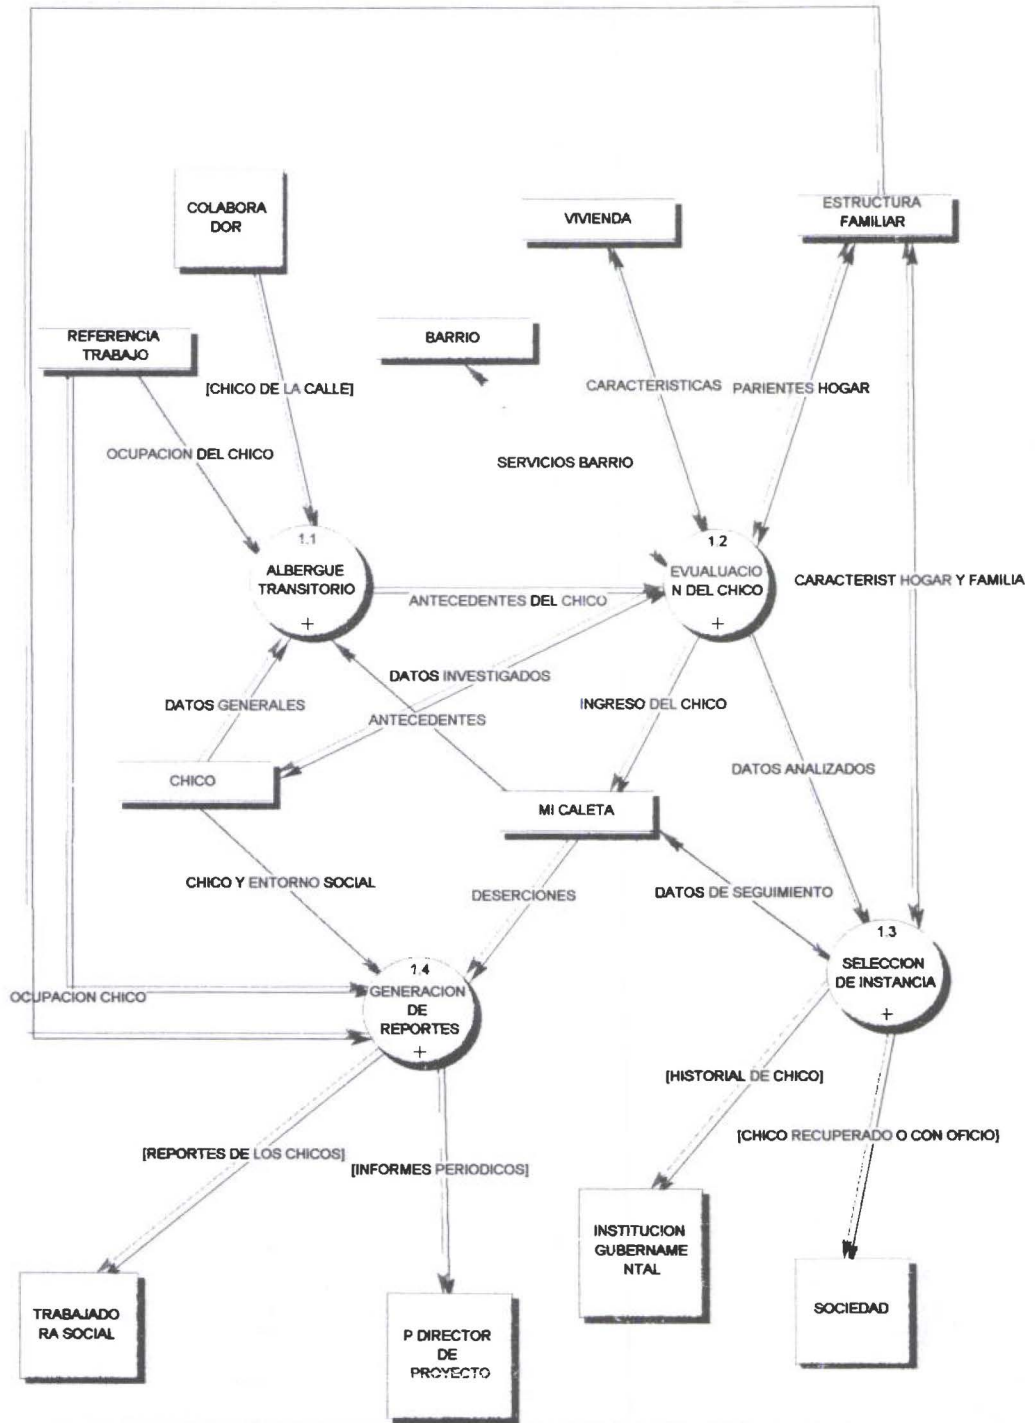 COLABORA
DOR
VIVIENDA
ESTRUCTURA
FAMILIAR
REFERENCIA
TRABAJO
BARRIO
[CHICO DE LA CALLE]
CARACTERISTICAS
PARIENTES HOGAR
OCUPACION DEL CHICO
SERVICIOS BARRIO
1.1
ALBERGUE
TRANSITORIO
+
1.2
EVUALUACIO
N DEL CHICO
+
CARACTERIST HOGAR Y FAMILIA
ANTECEDENTES DEL CHICO
DATOS INVESTIGADOS
DATOS GENERALES
ANTECEDENTES
INGRESO DEL CHICO
DATOS ANALIZADOS
CHICO
MI CALETA
CHICO Y ENTORNO SOCIAL
DESERCIONES
DATOS DE SEGUIMIENTO
1.3
SELECCION
DE INSTANCIA
+
1.4
GENERACION
DE
REPORTES
+
OCUPACION CHICO
[HISTORIAL DE CHICO]
[CHICO RECUPERADO O CON OFICIO}
[REPORTES DE LOS CHICOS]
[INFORMES PERIODICOS]
INSTITUCION
GUBERNAME
NTAL
SOCIEDAD
TRABAJADO
RA SOCIAL
P DIRECTOR
DE
PROYECTO